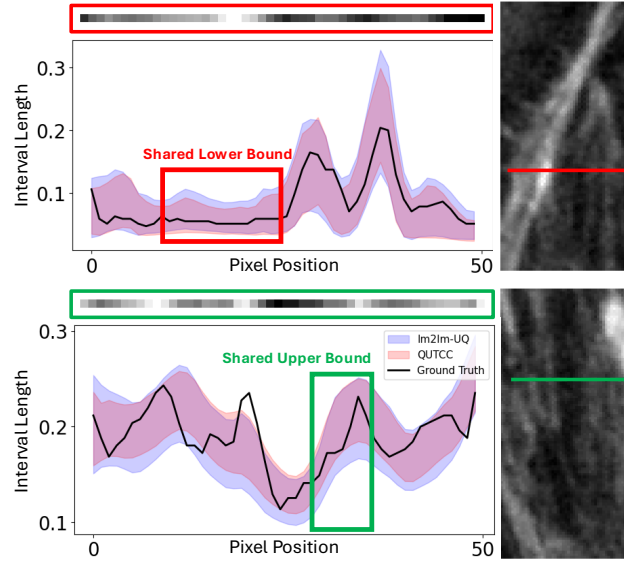 0.3
0.2
0.1
Interval Length
Shared Lower Bound
0
Pixel Position
50
0.3
0.2
0.1
Interval Length
Shared Upper Bound
Im2Im-UQ
QUTCC
Ground Truth
0
Pixel Position
50